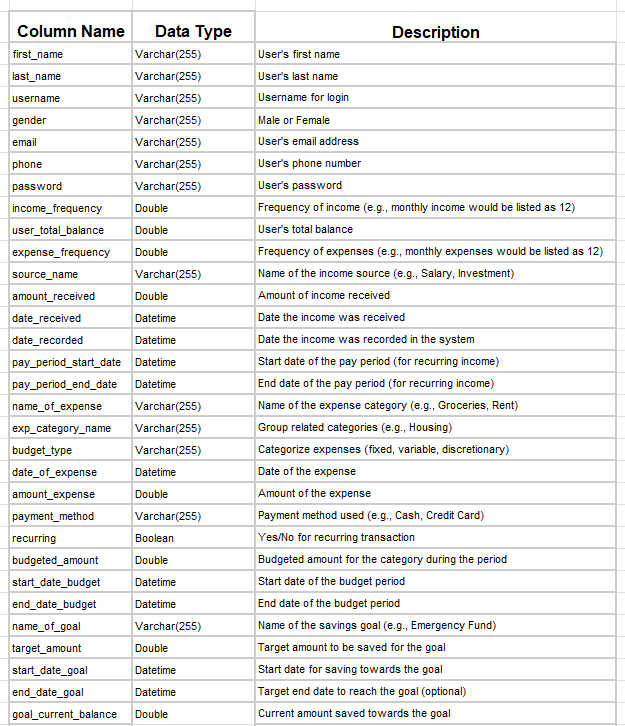 Column Name Data Type Description
first_name Varchar(255) User's first name
last_name Varchar(255) User's last name
username Varchar(255) Username for login
gender Varchar(255) Male or Female
email Varchar(255) User's email address
phone Varchar(255) User's phone number
password Varchar(255) User's password
income_frequency Double Frequency of income (e.g., monthly income would be listed as 12)
user_total_balance Double User's total balance
expense_frequency Double Frequency of expenses (e.g., monthly expenses would be listed as 12)
source_name Varchar(255) Name of the income source (e.g., Salary, Investment)
amount_received Double Amount of income received
date_received Datetime Date the income was received
date_recorded Datetime Date the income was recorded in the system
pay_period_start_date Datetime Start date of the pay period (for recurring income)
pay_period_end_date Datetime End date of the pay period (for recurring income)
name_of_expense Varchar(255) Name of the expense category (e.g., Groceries, Rent)
exp_category_name Varchar(255) Group related categories (e.g., Housing)
budget_type Varchar(255) Categorize expenses (fixed, variable, discretionary)
date_of_expense Datetime Date of the expense
amount_expense Double Amount of the expense
payment_method Varchar(255) Payment method used (e.g., Cash, Credit Card)
recurring Boolean Yes/No for recurring transaction
budgeted_amount Double Budgeted amount for the category during the period
start_date_budget Datetime Start date of the budget period
end_date_budget Datetime End date of the budget period
name_of_goal Varchar(255) Name of the savings goal (e.g., Emergency Fund)
target_amount Double Target amount to be saved for the goal
start_date_goal Datetime Start date for saving towards the goal
end_date_goal Datetime Target end date to reach the goal (optional)
goal_current_balance Double Current amount saved towards the goal